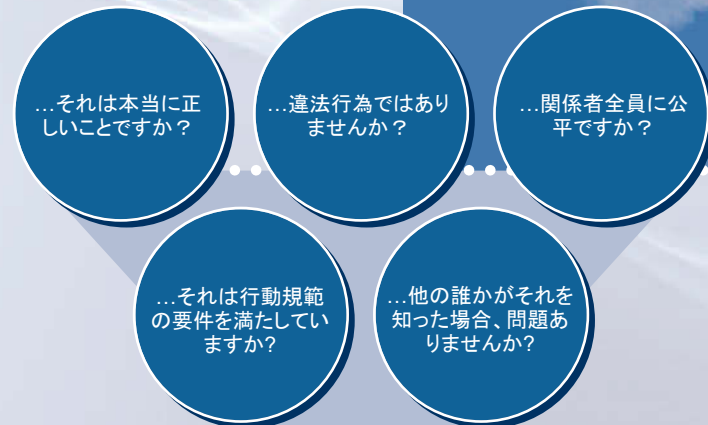 …それは本当に正
しいことですか？
…違法行為ではあり
ませんか？
…関係者全員に公
平ですか？
…それは行動規範
の要件を満たしてい
ますか?
…他の誰かがそれを
知った場合、問題あ
りませんか?